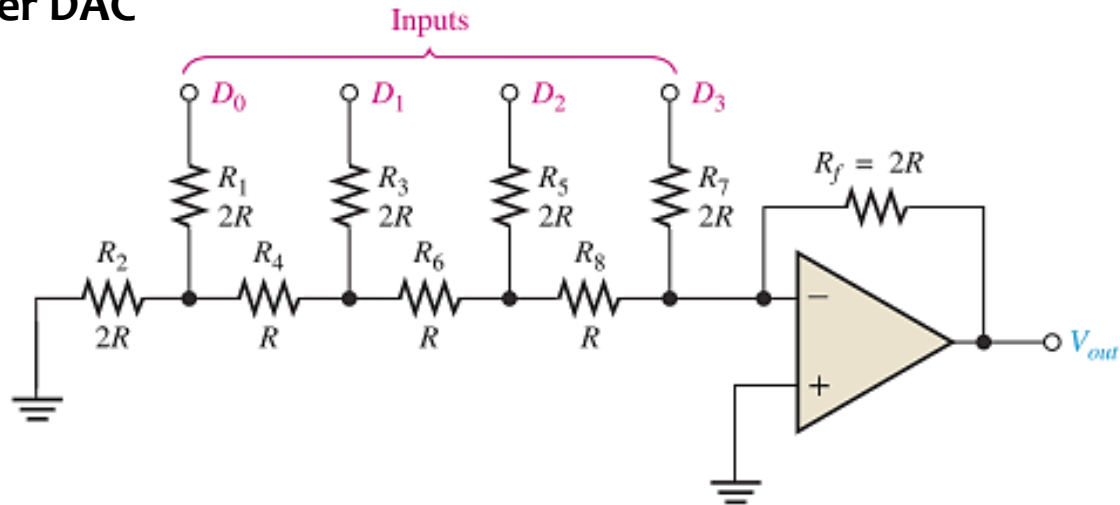 er DAC
Inputs
D0 D1 D2 D3
Rf = 2R
R1 R3 R5 R7
2R 2R 2R 2R
R2 R4 R6 R8
− 
2R R R R
Vout
+